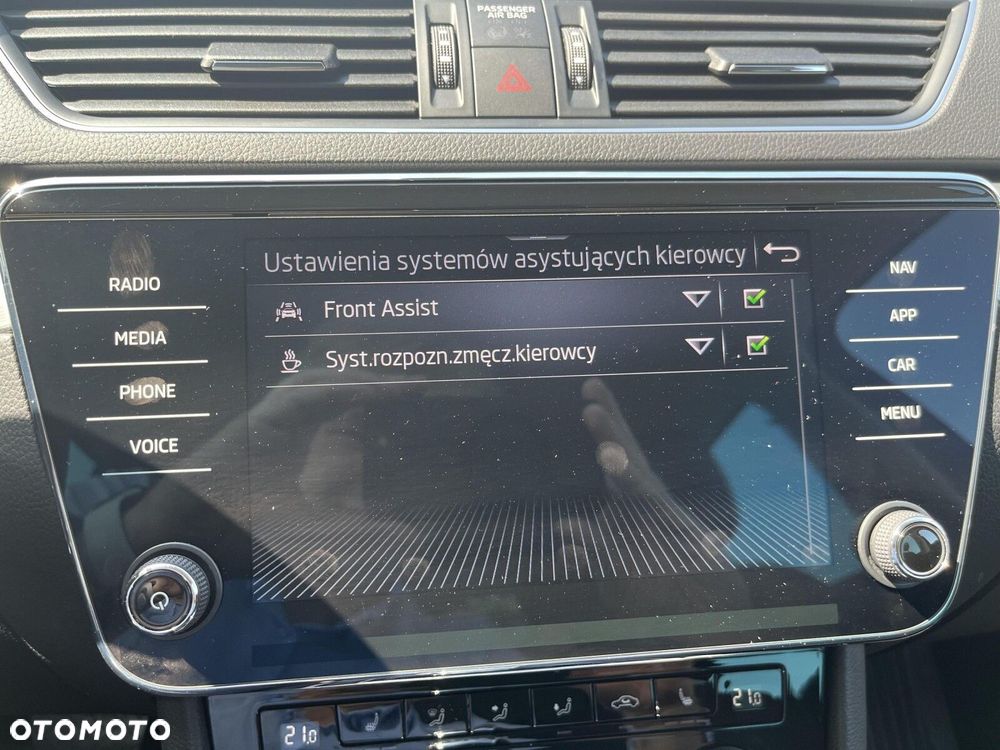 PASSENGER
AIR BAG
Ustawienia systemów asystujących kierowcy
RADIO
MEDIA
PHONE
VOICE
Front Assist
Syst.rozpozn.zmęcz.kierowcy
NAV
APP
CAR
MENU
21.0
21.0
OTOMOTO